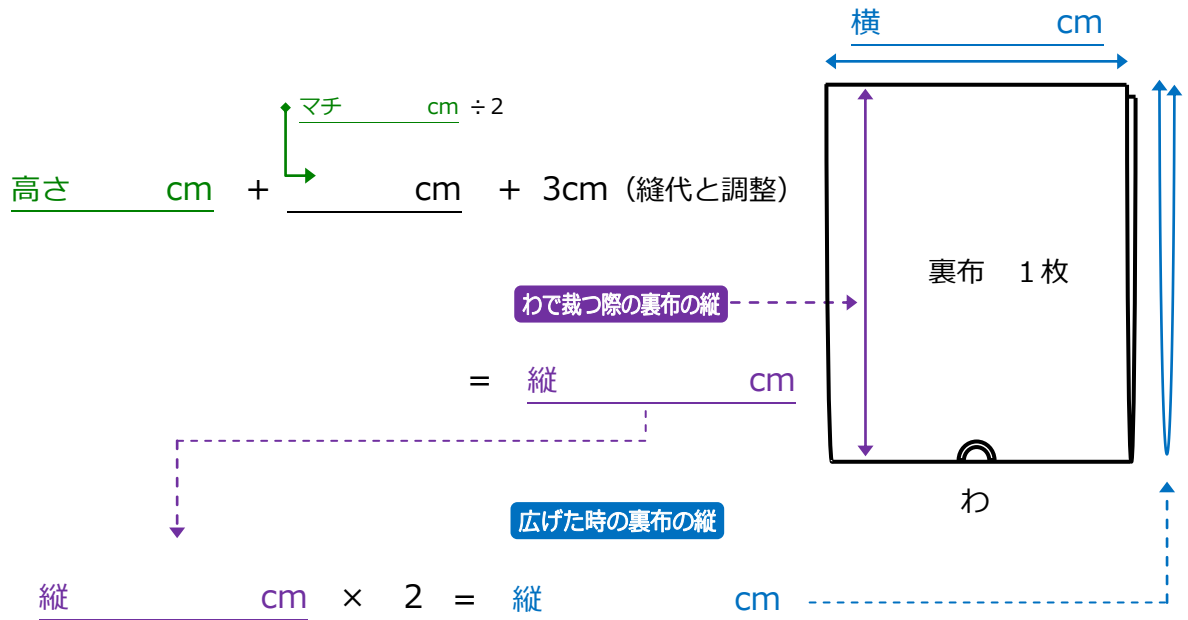 横 cm
マチ cm ÷2
高さ cm + cm + 3cm（縫代と調整）
裏布　１枚
わで裁つ際の裏布の縦
= 縦 cm
わ
広げた時の裏布の縦
縦 cm × 2 = 縦 cm